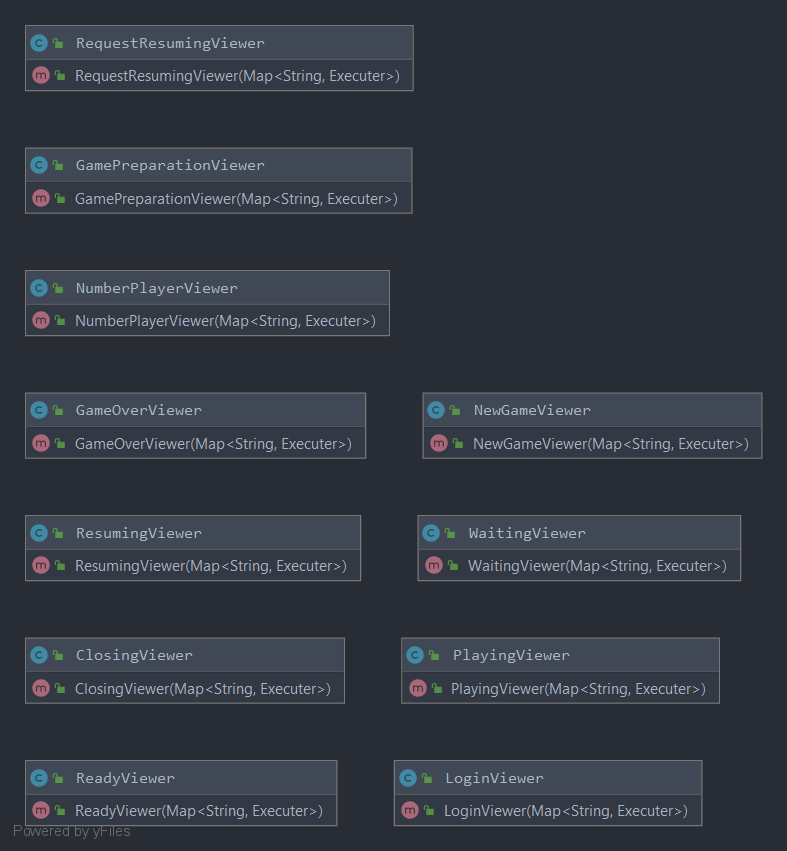 RequestResumingViewer
RequestResumingViewer(Map<String, Executer>)
GamePreparationViewer
GamePreparationViewer(Map<String, Executer>)
NumberPlayerViewer
NumberPlayerViewer(Map<String, Executer>)
GameOverViewer
GameOverViewer(Map<String, Executer>)
NewGameViewer
NewGameViewer(Map<String, Executer>)
ResumingViewer
ResumingViewer(Map<String, Executer>)
WaitingViewer
WaitingViewer(Map<String, Executer>)
ClosingViewer
ClosingViewer(Map<String, Executer>)
PlayingViewer
PlayingViewer(Map<String, Executer>)
ReadyViewer
ReadyViewer(Map<String, Executer>)
LoginViewer
LoginViewer(Map<String, Executer>)
Powered by yFiles